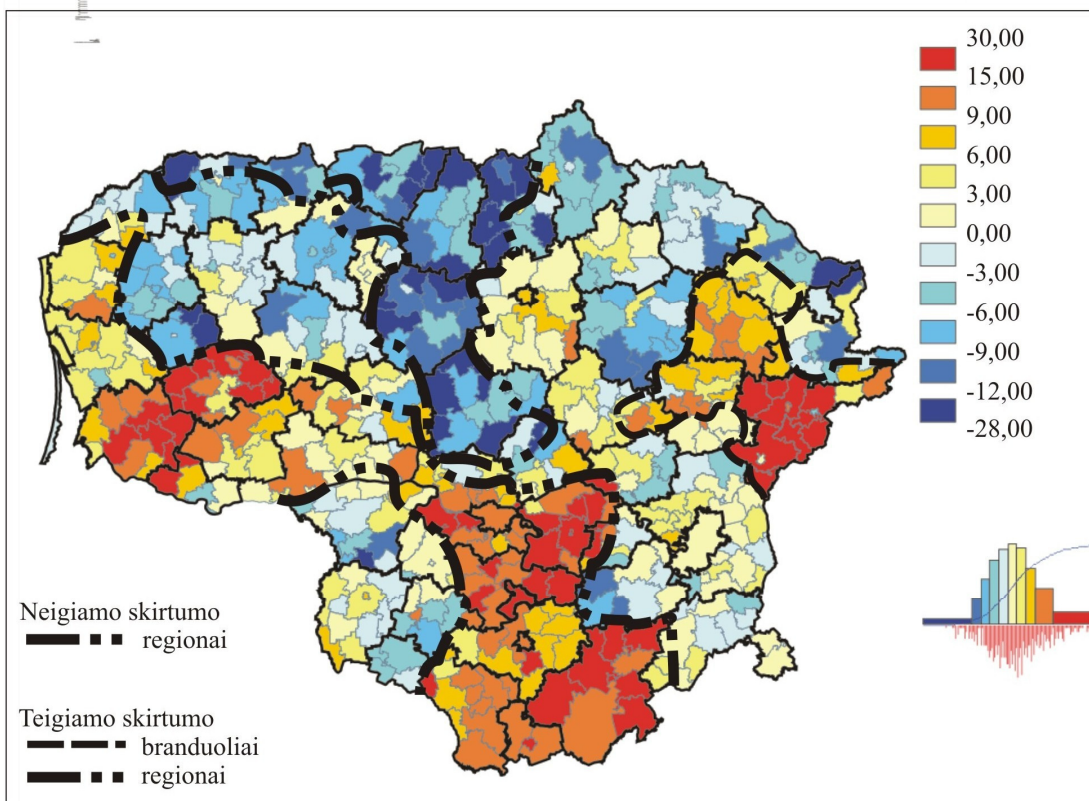 30,00
15,00
9,00
6,00
3,00
0,00
-3,00
-6,00
-9,00
-12,00
-28,00
Neigiamo skirtumo
regionai
Teigiamo skirtumo
branduoliai
regionai